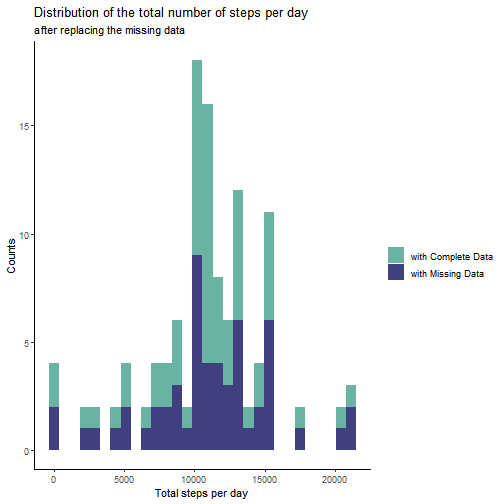 Distribution of the total number of steps per day
after replacing the missing data
Counts
15
10
5
0
0 5000 10000 15000 20000
Total steps per day
with Complete Data
with Missing Data